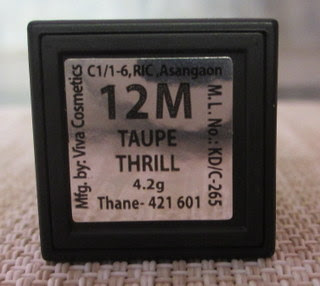 C1/1-6,RIC,Asangaon
12M
TAUPE
THRILL
4.2g
Thane- 421 601
Mfg. by: Viva Cosmetics
M.L. No.: KD/C-265